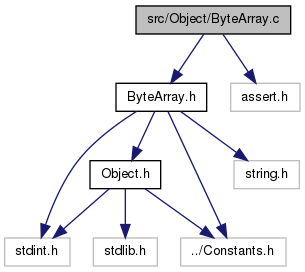 src/Object/ByteArray.c
ByteArray.h
assert.h
Object.h
string.h
stdint.h
stdlib.h
../Constants.h